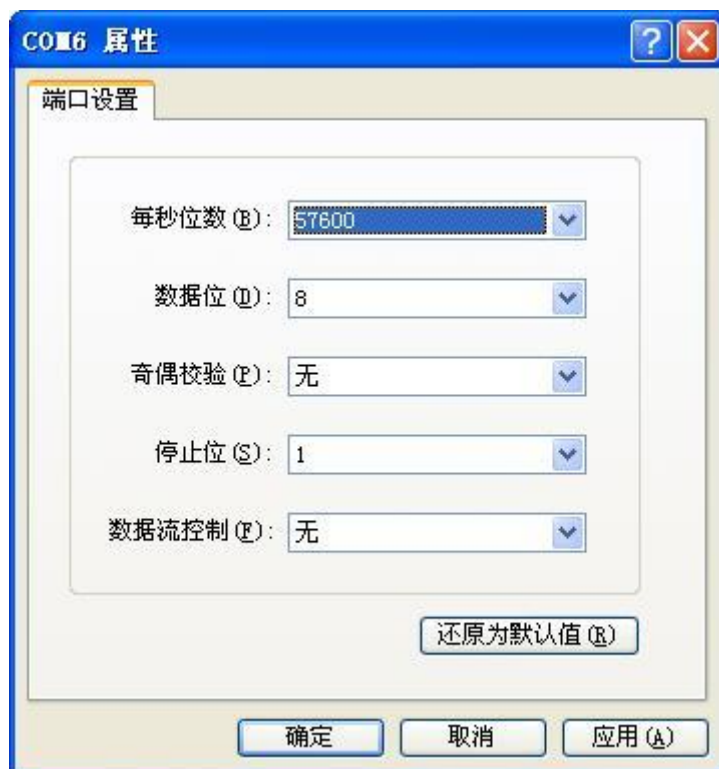 COM6 属性
端口设置
每秒位数(B): 57600
数据位(D): 8
奇偶校验(P): 无
停止位(S): 1
数据流控制(F): 无
还原为默认值(R)
确定 取消 应用(A)